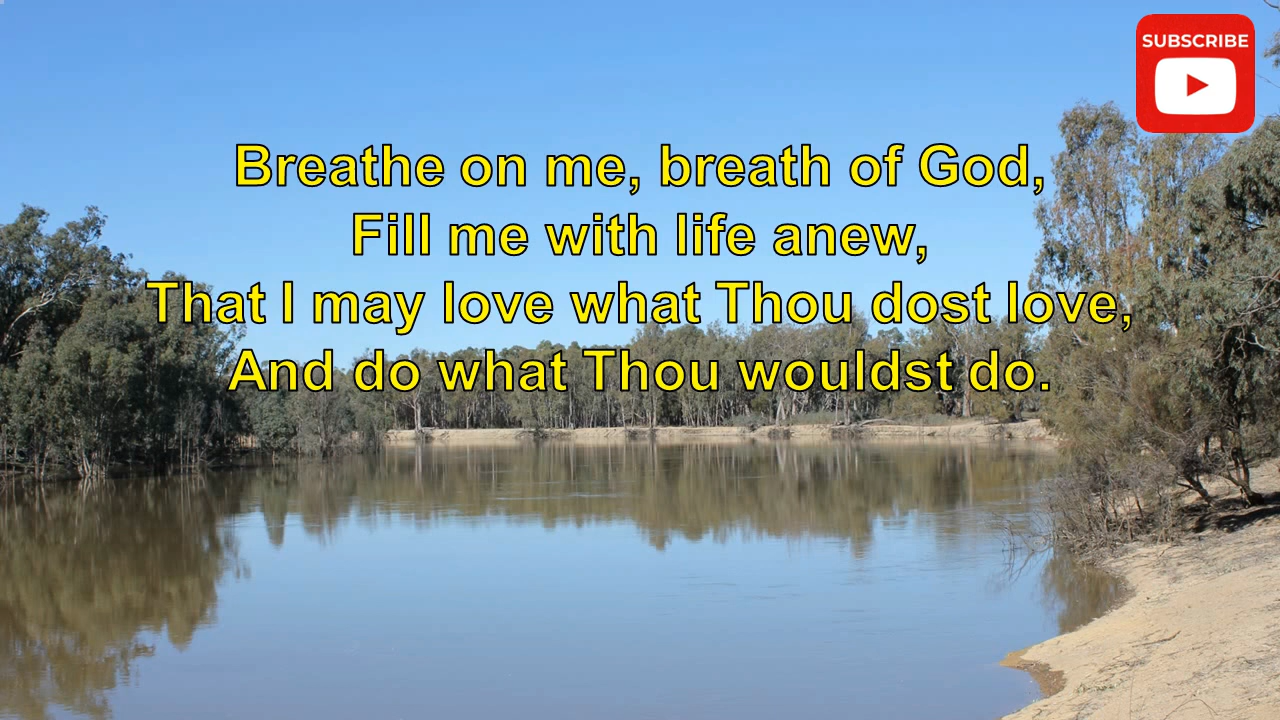 SUBSCRIBE
Breathe on me, breath of God,
Fill me with life anew,
That I may love what Thou dost love,
And do what Thou wouldst do.